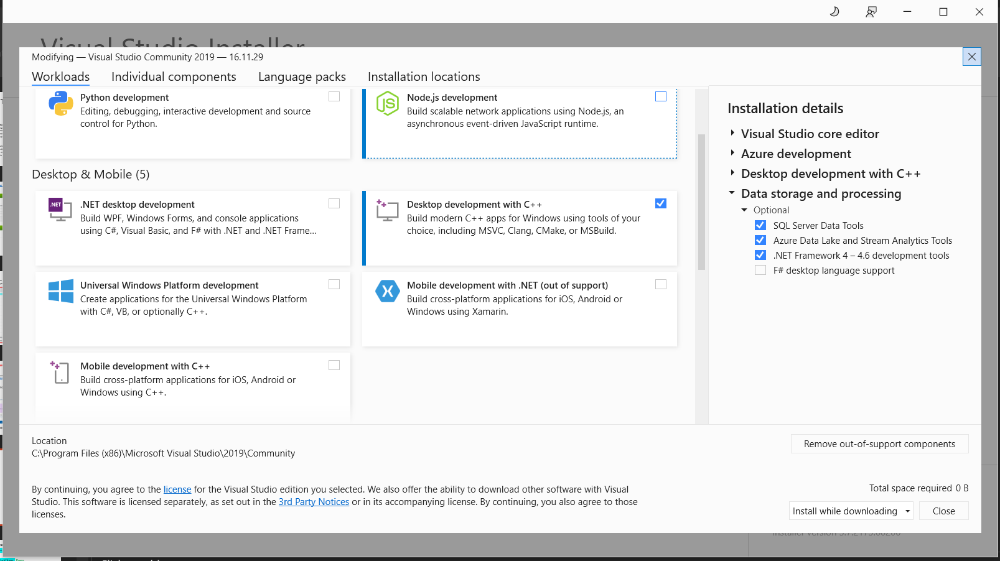 Visual Studio Installer
Modifying — Visual Studio Community 2019 — 16.11.29
Workloads
Individual components
Language packs
Installation locations
Python development
Editing, debugging, interactive development and source
control for Python.
Node.js development
Build scalable network applications using Node.js, an
asynchronous event-driven JavaScript runtime.
Desktop & Mobile (5)
.NET
.NET desktop development
Build WPF, Windows Forms, and console applications
using C#, Visual Basic, and F# with .NET and .NET Frame...
Desktop development with C++
Build modern C++ apps for Windows using tools of your
choice, including MSVC, Clang, CMake, or MSBuild.
Universal Windows Platform development
Create applications for the Universal Windows Platform
with C#, VB, or optionally C++.
Mobile development with .NET (out of support)
Build cross-platform applications for iOS, Android or
Windows using Xamarin.
Mobile development with C++
Build cross-platform applications for iOS, Android or
Windows using C++.
Installation details
Visual Studio core editor
Azure development
Desktop development with C++
Data storage and processing
Optional
SQL Server Data Tools
Azure Data Lake and Stream Analytics Tools
.NET Framework 4 – 4.6 development tools
F# desktop language support
Location
C:\Program Files (x86)\Microsoft Visual Studio\2019\Community
Remove out-of-support components
By continuing, you agree to the license for the Visual Studio edition you selected. We also offer the ability to download other software with Visual
Studio. This software is licensed separately, as set out in the 3rd Party Notices or in its accompanying license. By continuing, you also agree to those
licenses.
Total space required 0 B
Install while downloading
Close